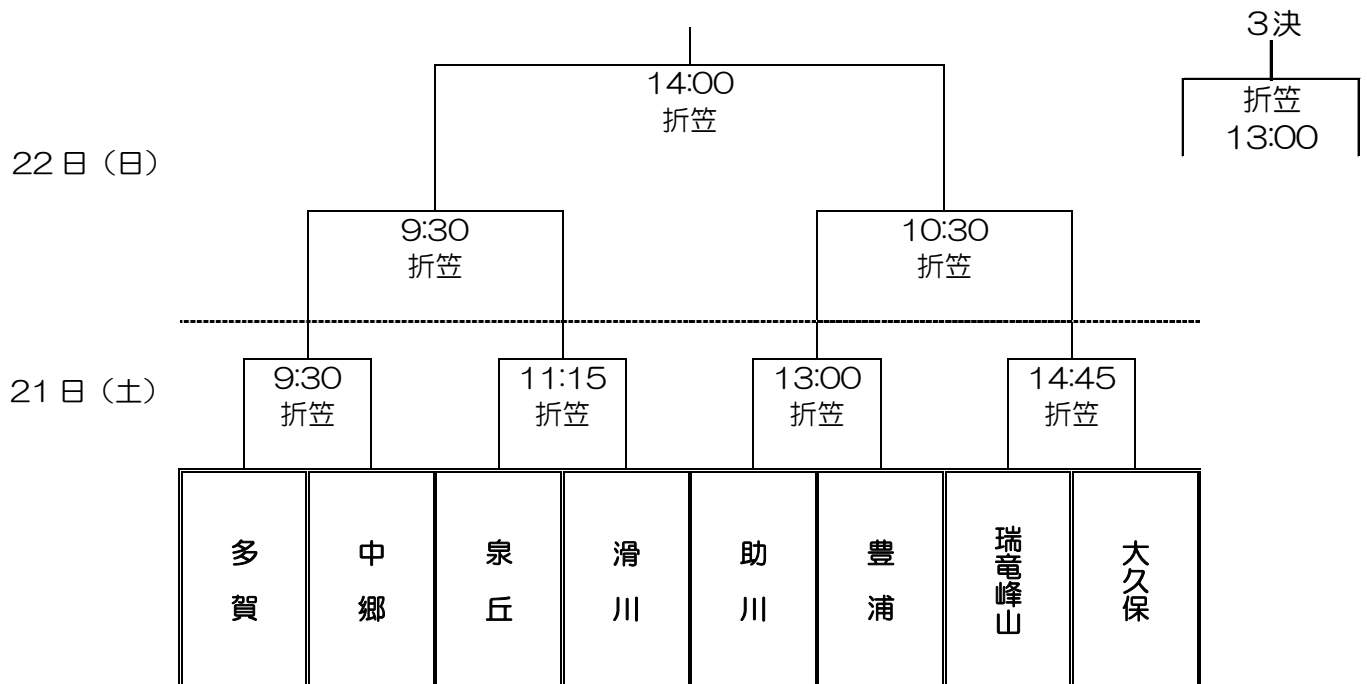 3決
折笠
13:00
14:00
折笠
22日（日）
9:30
折笠
10:30
折笠
21日（土）
9:30
折笠
11:15
折笠
13:00
折笠
14:45
折笠
多賀
中郷
泉丘
滑川
助川
豊浦
瑞竜峰山
大久保